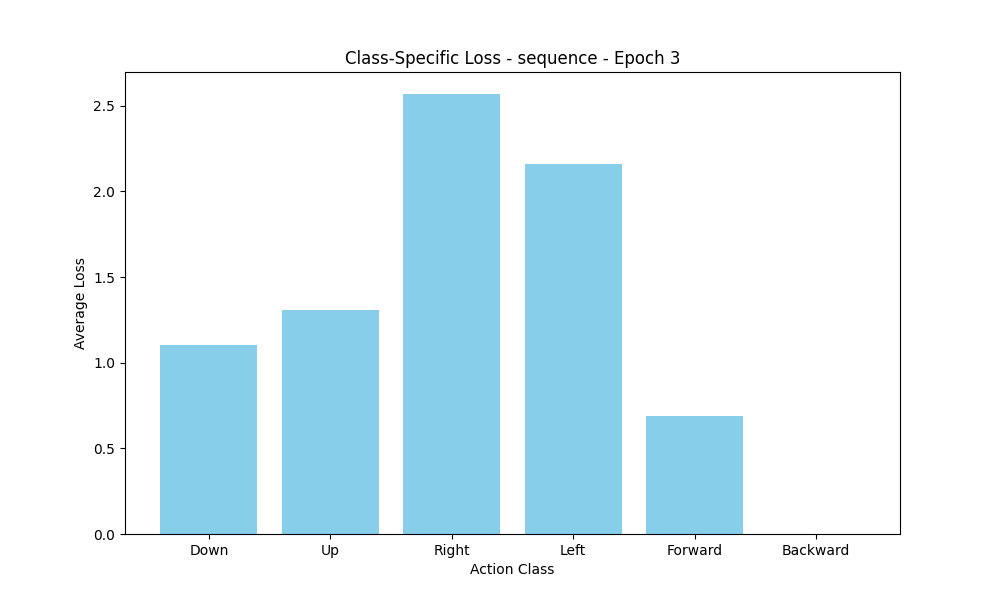 Class-Specific Loss - sequence - Epoch 3
2.5
2.0
1.5
1.0
0.5
0.0
Average Loss
Down Up Right Left Forward Backward
Action Class